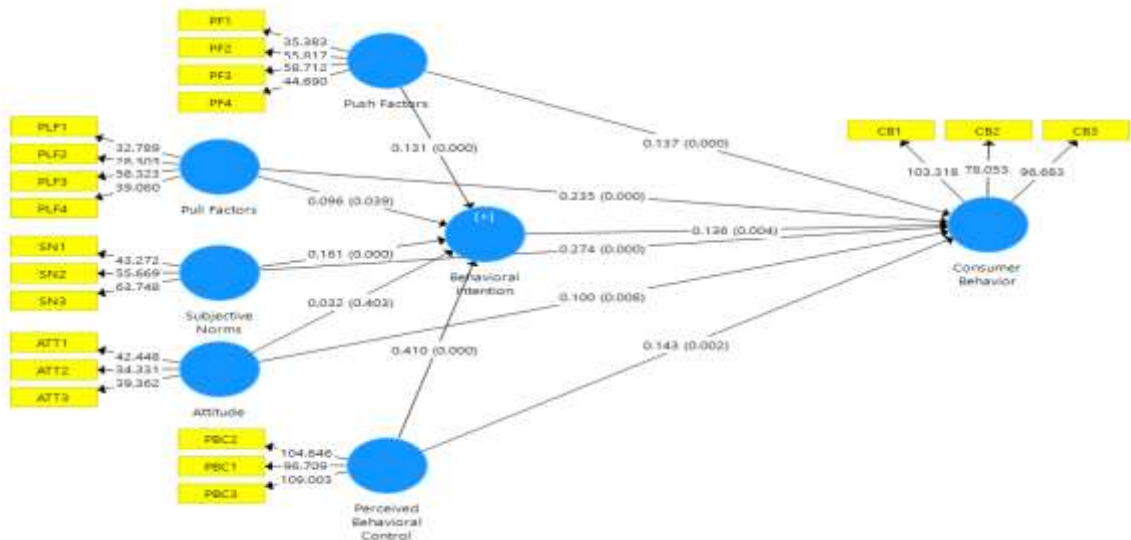 PF1
35.383
PF2
55.817
PF3
58.712
44.690
PF4
Push Factors
PLF1
32.789
PLF2
PLF3
39.060
PLF4
Pull Factors
SN1
43.272
SN2
55.669
SN3
63.748
Subjective
Norms
ATT1
42.448
ATT2
34.331
ATT3
39.362
Attitude
PBC2
104.646
PBC1
96.709
PBC3
109.003
Perceived
Behavioral
Control
0.131 (0.000)
0.096 (0.039)
0.161 (0.000)
0.032 (0.403)
0.410 (0.000)
[+]
Behavioral
Intention
0.137 (0.000)
0.235 (0.000)
0.136 (0.004)
0.274 (0.000)
0.100 (0.008)
0.143 (0.002)
CB1
CB2
CB3
103.318
78.053
96.683
Consumer
Behavior